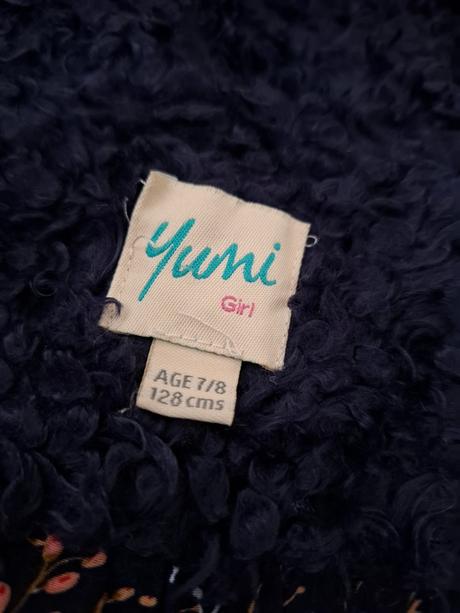 Yumi
Girl
AGE 7/8
128 cms